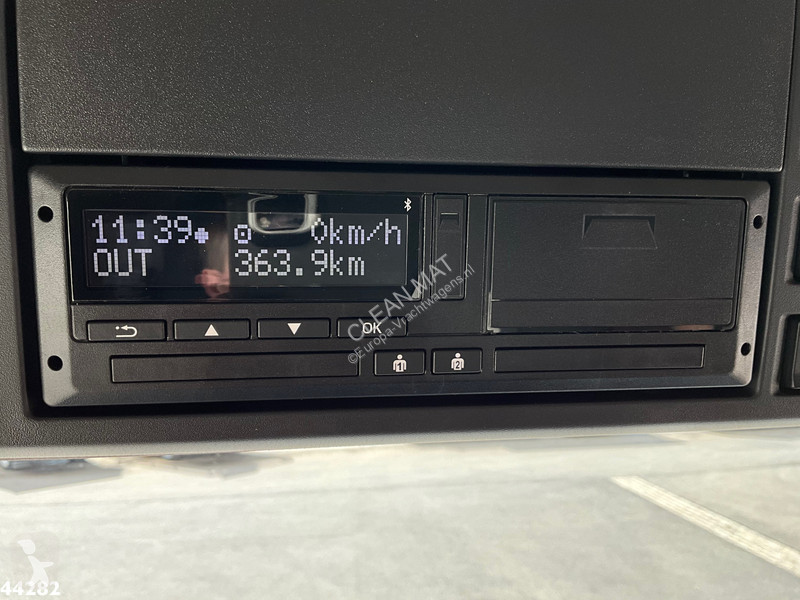 11:39 0km/h
OUT 363.9km
OK
1 2
CLEAN MAT
©Europa-Vrachtwagens.nl
44282